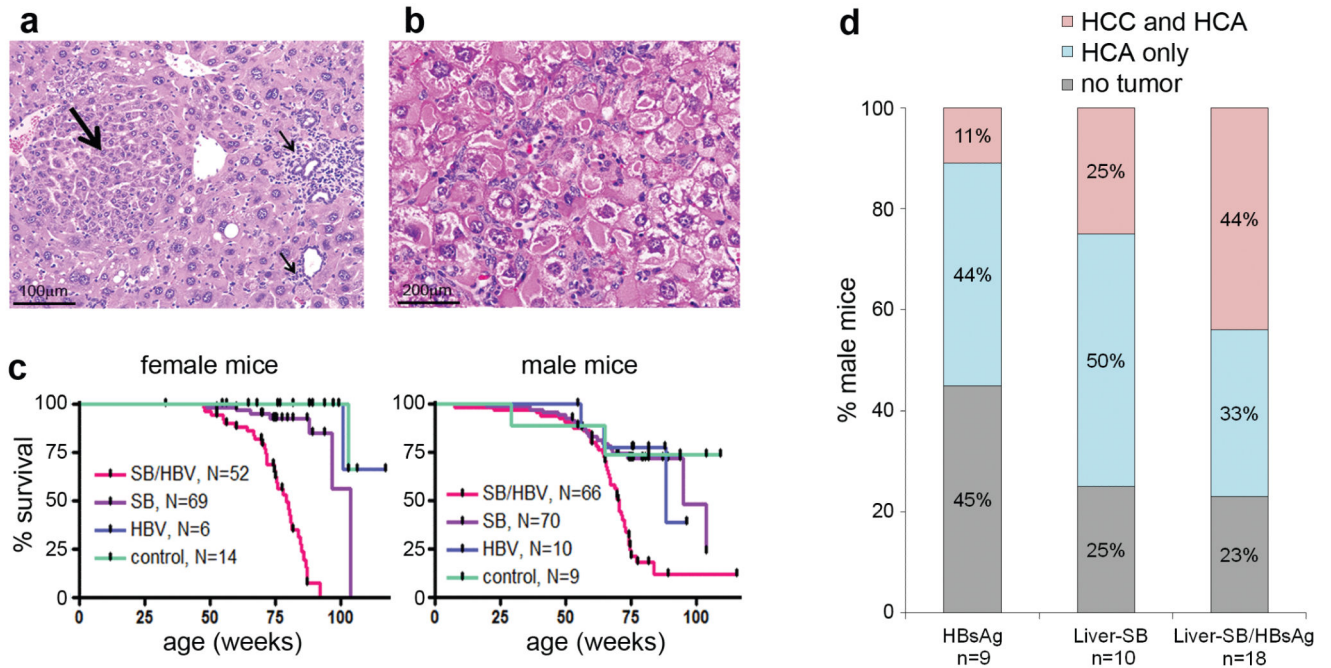 a
b
100µm
200µm
c
female mice
male mice
% survival
100
75
50
25
0
SB/HBV, N=52
SB, N=69
HBV, N=6
control, N=14
0 25 50 75 100
age (weeks)
100
75
50
25
0
SB/HBV, N=66
SB, N=70
HBV, N=10
control, N=9
0 25 50 75 100
age (weeks)
d
HCC and HCA
HCA only
no tumor
% male mice
100
80
60
40
20
0
11%
44%
45%
25%
50%
25%
44%
33%
23%
HBsAg
n=9
Liver-SB
n=10
Liver-SB/HBsAg
n=18